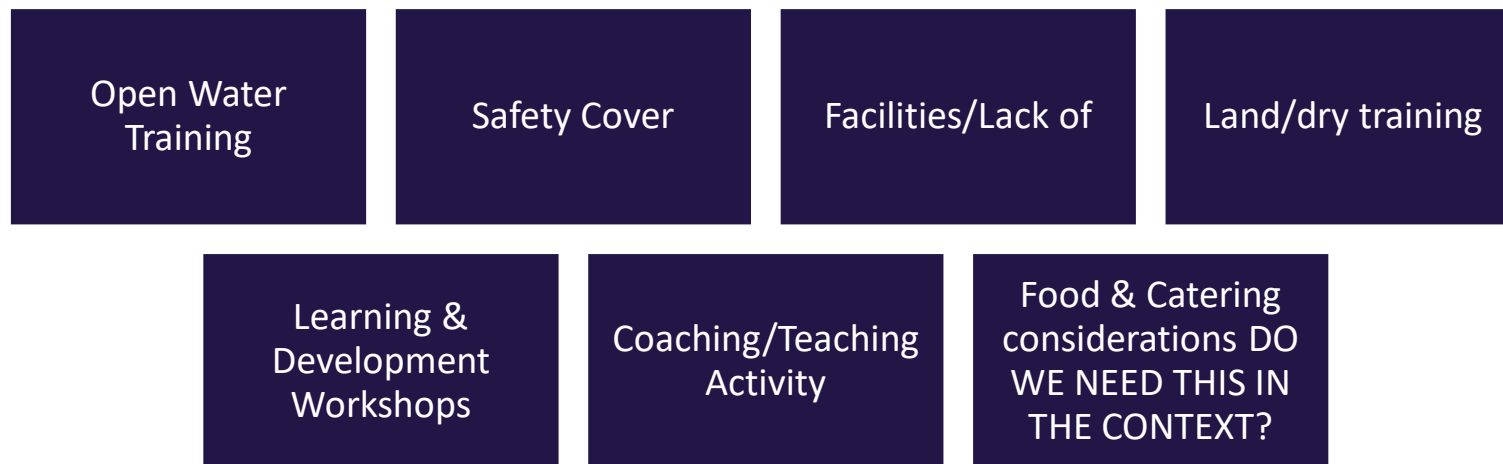 Open Water
Training
Safety Cover
Facilities/Lack of
Land/dry training
Learning &
Development
Workshops
Coaching/Teaching
Activity
Food & Catering
considerations DO
WE NEED THIS IN
THE CONTEXT?